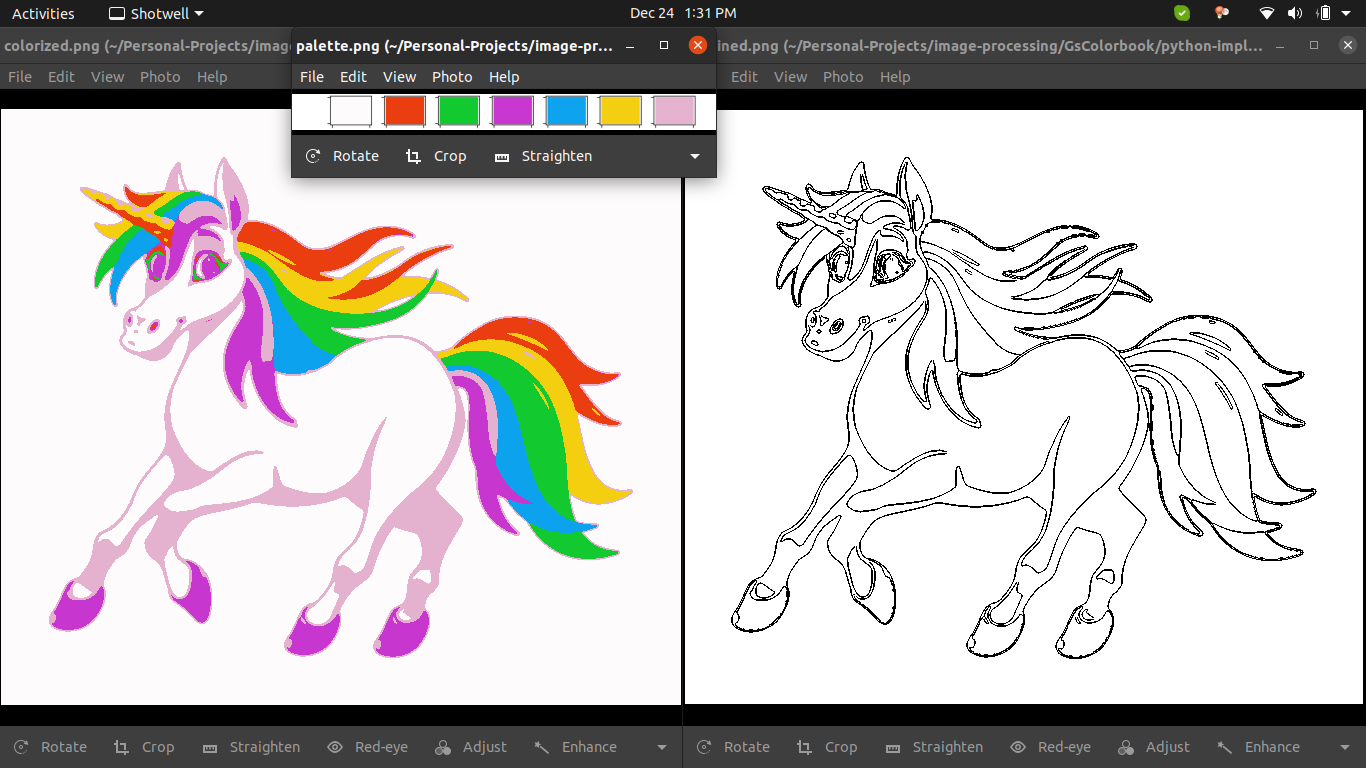 Activities Shotwell Dec 24 1:31 PM
colorized.png (~/Personal-Projects/ima
palette.png (~/Personal-Projects/image-pr...
ined.png (~/Personal-Projects/image-processing/GsColorbook/python-impl...
File Edit View Photo Help
File Edit View Photo Help
Edit View Photo Help
Rotate Crop Straighten
Rotate Crop Straighten Red-eye Adjust Enhance
Rotate Crop Straighten Red-eye Adjust Enhance